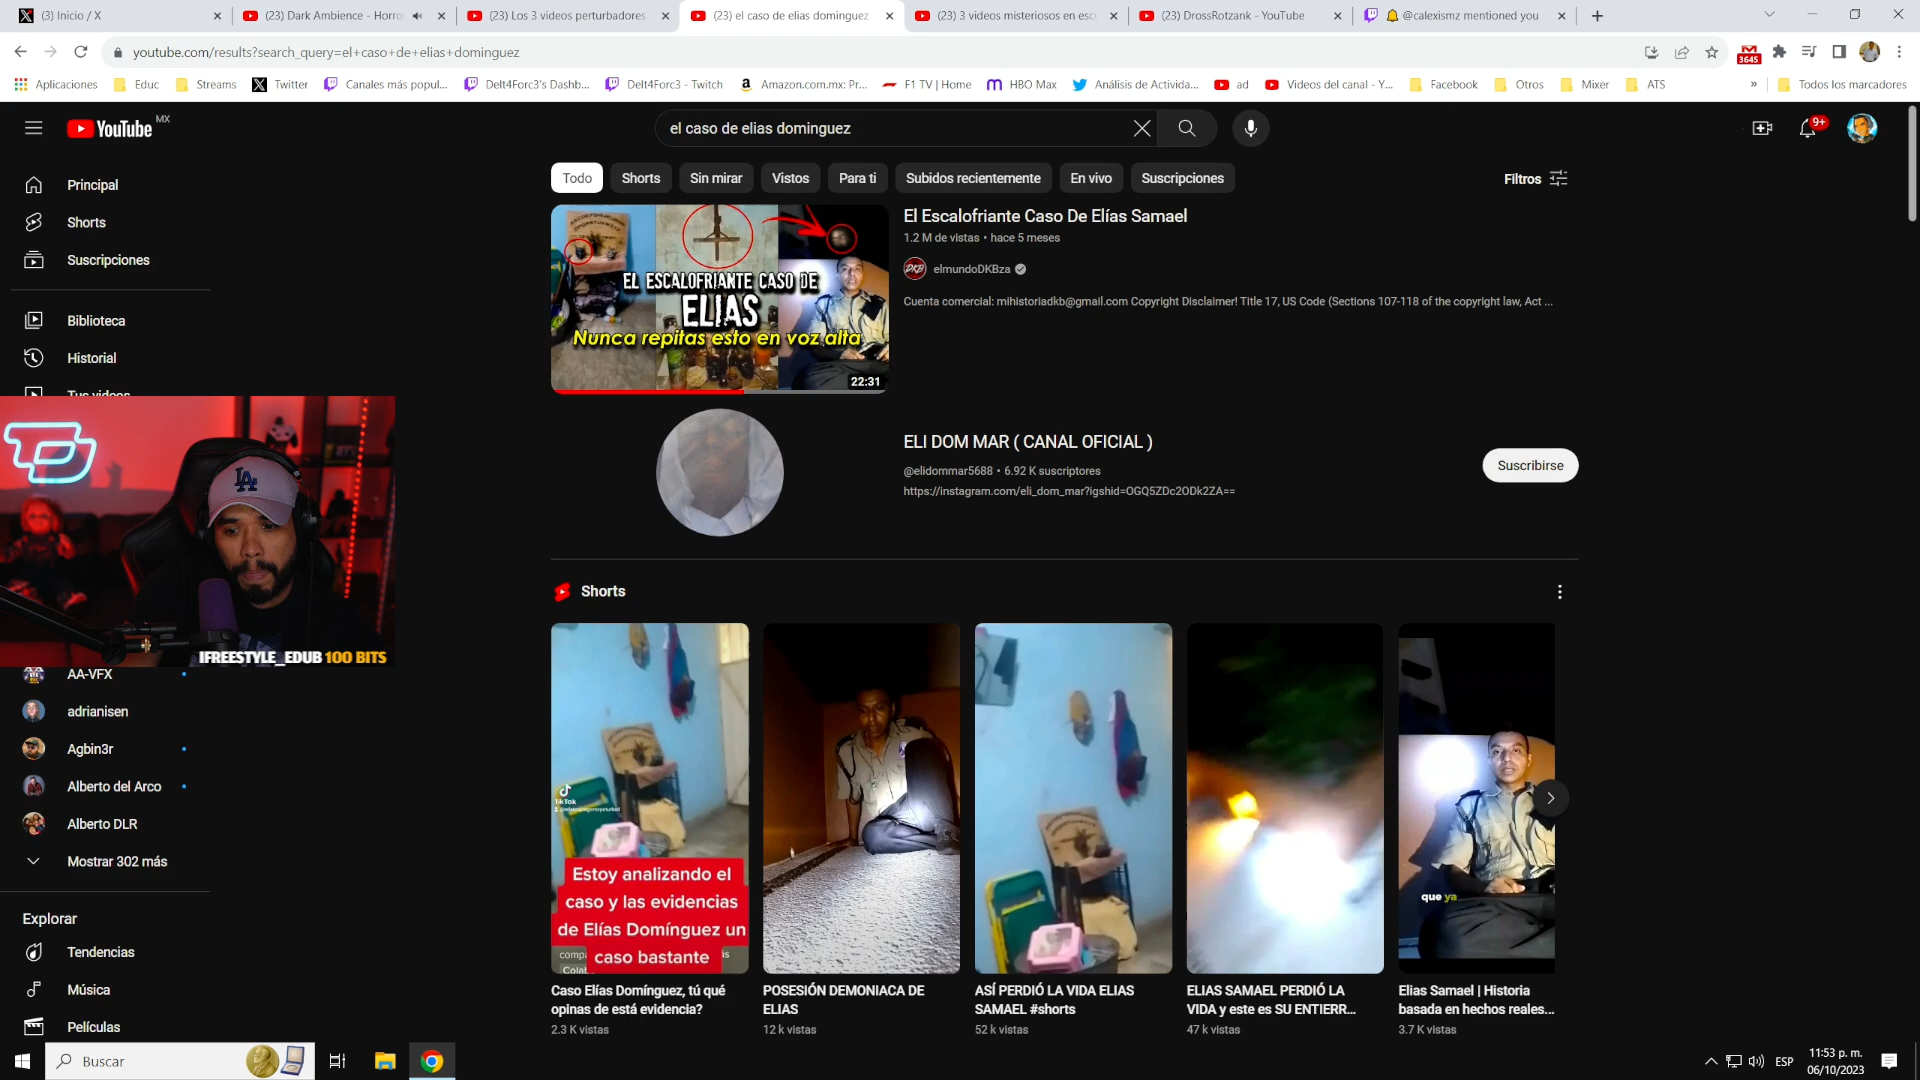 (3) Inicio / X
(23) Dark Ambience - Horro
(23) Los 3 videos perturbadores
(23) el caso de elias dominguez
(23) 3 videos misteriosos en esc
(23) DrossRotzank - YouTube
@calexismz mentioned you
youtube.com/results?search_query=el+caso+de+elias+dominguez
3645
Aplicaciones
Educ
Streams
Twitter
Canales más popul...
Delt4Forc3's Dashb...
Delt4Forc3 - Twitch
Amazon.com.mx: Pr...
F1 TV | Home
HBO Max
Análisis de Activida...
ad
Videos del canal - Y...
Facebook
Otros
Mixer
ATS
»
Todos los marcadores
YouTube MX
el caso de elias dominguez
9+
Todo
Shorts
Sin mirar
Vistos
Para ti
Subidos recientemente
En vivo
Suscripciones
Filtros
Principal
Shorts
Suscripciones
Biblioteca
Historial
Tus videos
LA
IFREESTYLE_EDUB 100 BITS
AA-VFX
adrianisen
Agbin3r
Alberto del Arco
Alberto DLR
Mostrar 302 más
Explorar
Tendencias
Música
Películas
EL ESCALOFRIANTE CASO DE
ELIAS
Nunca repitas esto en voz alta
22:31
El Escalofriante Caso De Elías Samael
1.2 M de vistas • hace 5 meses
DKB
elmundoDKBza
Cuenta comercial: mihistoriadkb@gmail.com Copyright Disclaimer! Title 17, US Code (Sections 107-118 of the copyright law, Act ...
ELI DOM MAR ( CANAL OFICIAL )
@elidommar5688 • 6.92 K suscriptores
https://instagram.com/eli_dom_mar?igshid=OGQ5ZDc2ODk2ZA==
Suscribirse
Shorts
TikTok
Estoy analizando el
caso y las evidencias
de Elías Domínguez un
caso bastante
Caso Elías Domínguez, tú qué
opinas de está evidencia?
2.3 K vistas
POSESIÓN DEMONIACA DE
ELIAS
12 k vistas
ASÍ PERDIÓ LA VIDA ELIAS
SAMAEL #shorts
52 k vistas
ELIAS SAMAEL PERDIÓ LA
VIDA y este es SU ENTIERR...
47 k vistas
que ya
Elias Samael | Historia
basada en hechos reales...
3.7 K vistas
Buscar
ESP
11:53 p. m.
06/10/2023